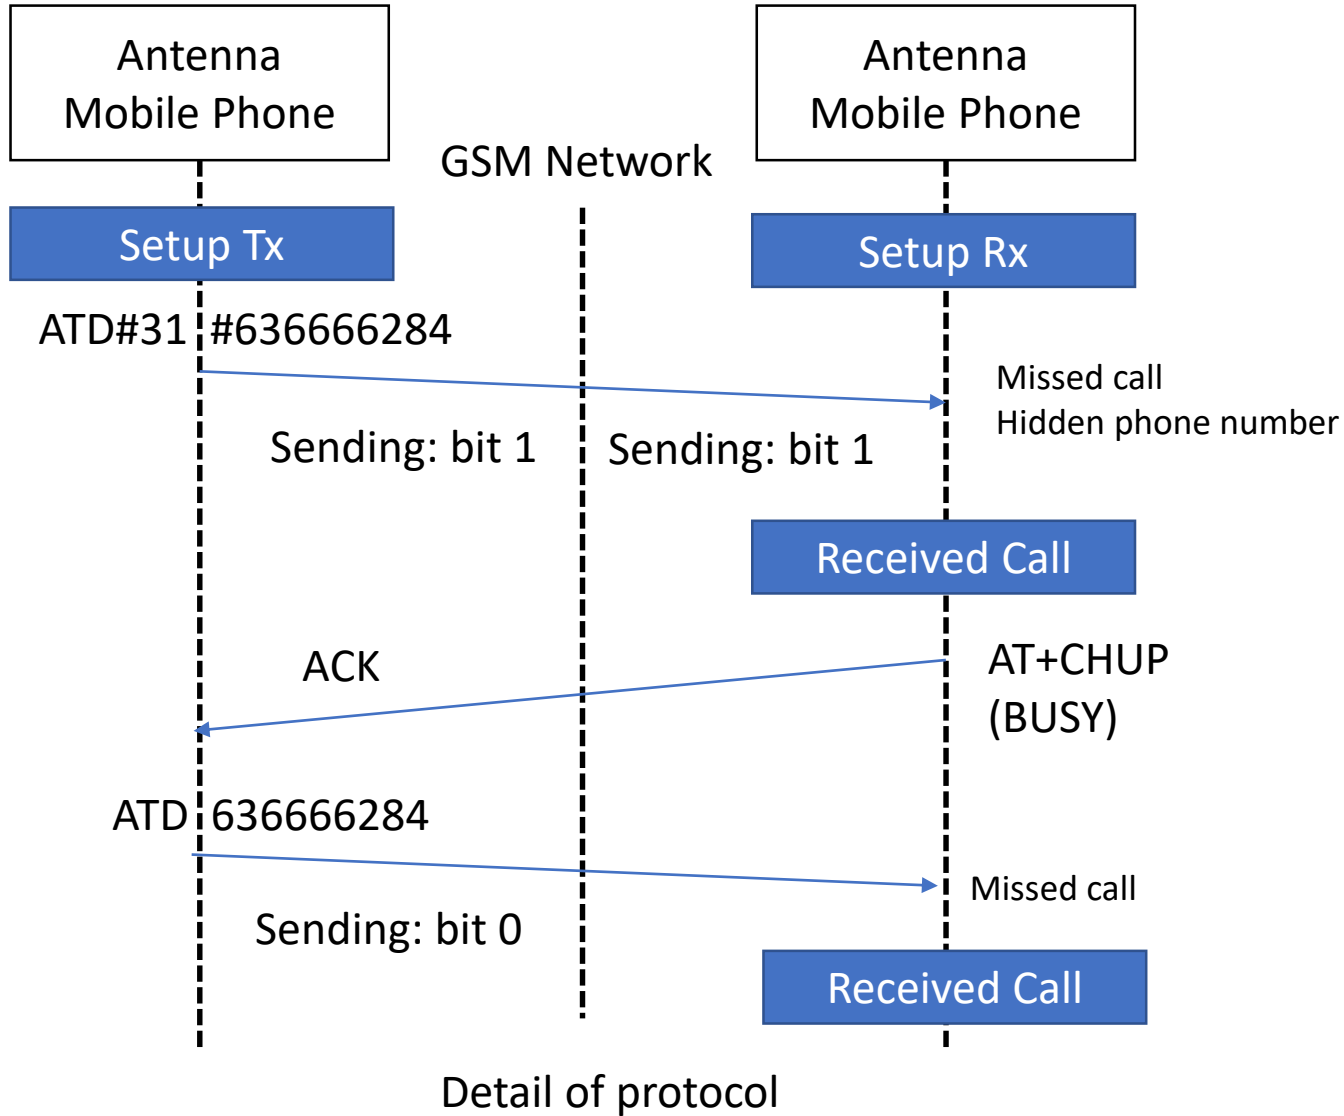 Antenna
Mobile Phone
Antenna
Mobile Phone
GSM Network
Setup Tx
Setup Rx
ATD#31 #636666284
Missed call
Hidden phone number
Sending: bit 1
Sending: bit 1
Received Call
ACK
AT+CHUP
(BUSY)
ATD 636666284
Missed call
Sending: bit 0
Received Call
Detail of protocol